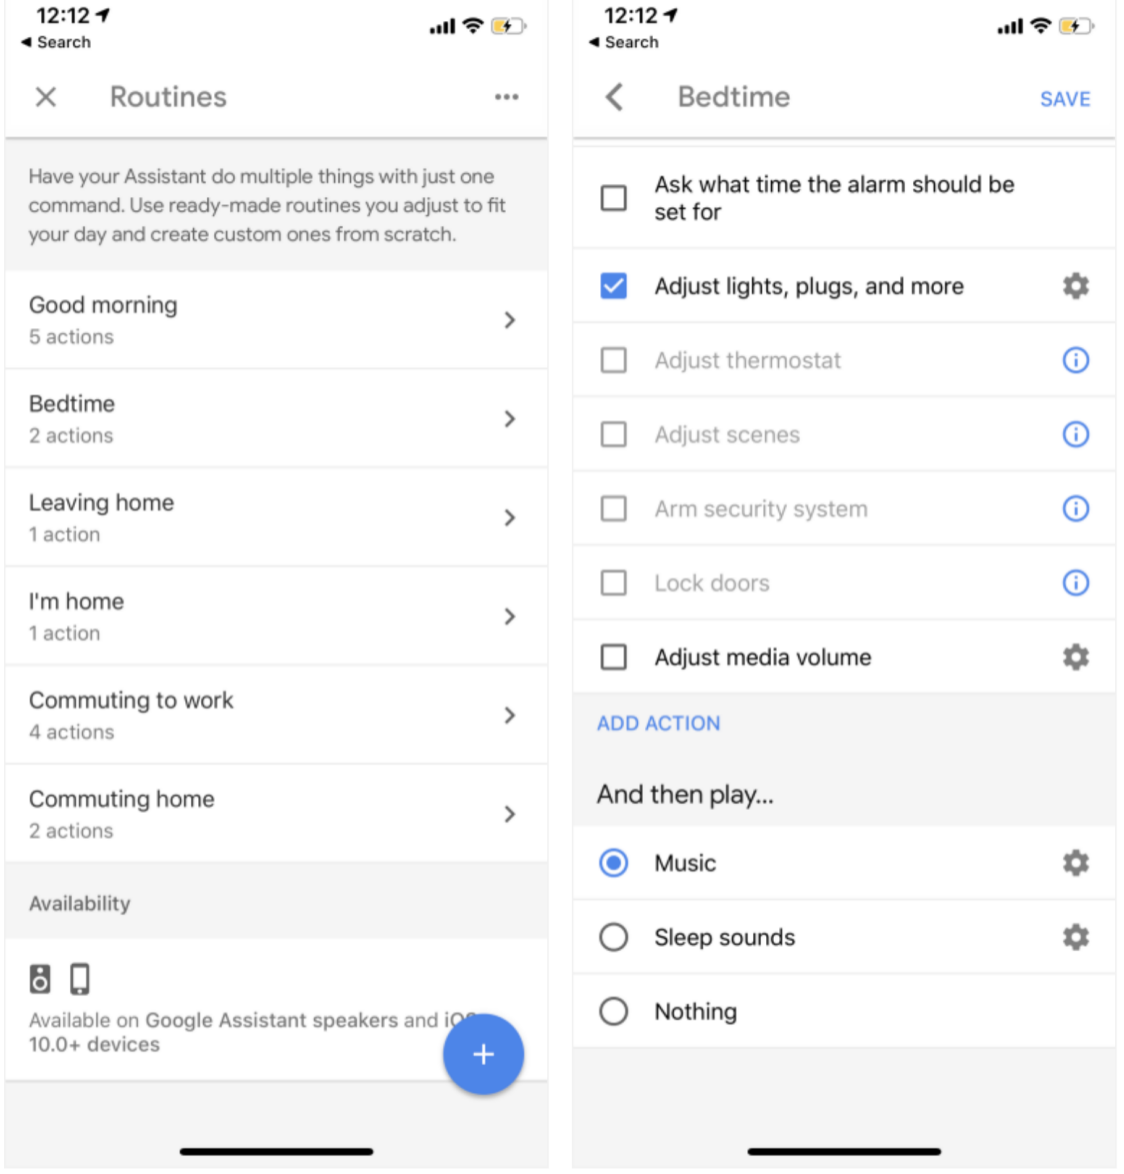 12:12
Search
Routines
Have your Assistant do multiple things with just one
command. Use ready-made routines you adjust to fit
your day and create custom ones from scratch.
Good morning
5 actions
Bedtime
2 actions
Leaving home
1 action
I'm home
1 action
Commuting to work
4 actions
Commuting home
2 actions
Availability
Available on Google Assistant speakers and iOS
10.0+ devices
12:12
Search
Bedtime
SAVE
Ask what time the alarm should be
set for
Adjust lights, plugs, and more
Adjust thermostat
Adjust scenes
Arm security system
Lock doors
Adjust media volume
ADD ACTION
And then play...
Music
Sleep sounds
Nothing